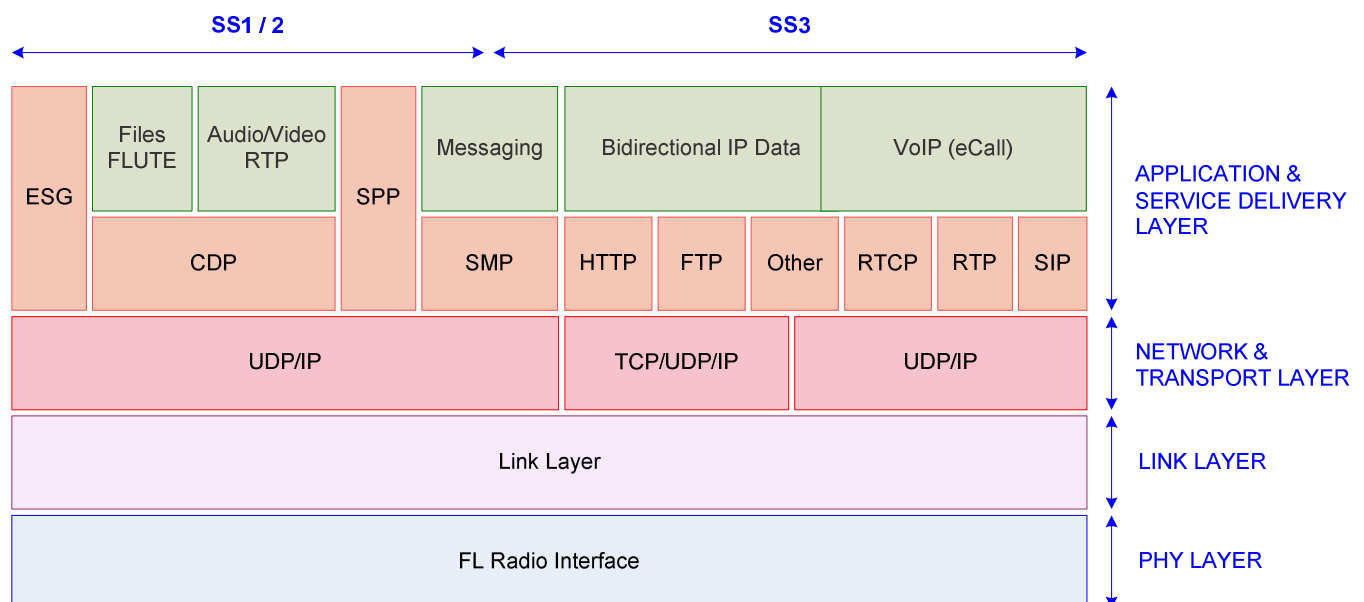 SS1 / 2
SS3
ESG
Files
FLUTE
Audio/Video
RTP
SPP
Messaging
Bidirectional IP Data
VoIP (eCall)
CDP
SMP
HTTP
FTP
Other
RTCP
RTP
SIP
APPLICATION &
SERVICE DELIVERY
LAYER
UDP/IP
TCP/UDP/IP
UDP/IP
NETWORK &
TRANSPORT LAYER
Link Layer
LINK LAYER
FL Radio Interface
PHY LAYER